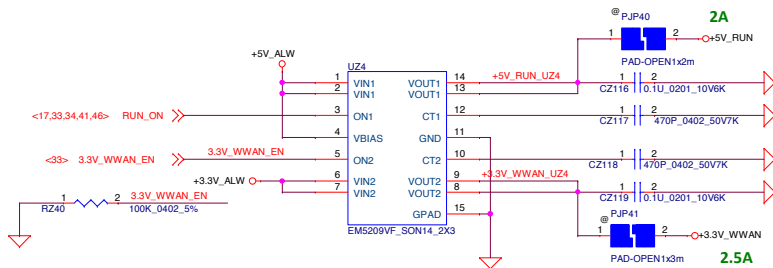 @ PJP40 2A
1 2 +5V_RUN
PAD-OPEN1x2m
+5V_ALW
UZ4
1 VIN1 VOUT1 14 +5V_RUN_UZ4 1 2
2 VIN1 VOUT1 13 CZ116 0.1U_0201_10V6K
<17,33,34,41,46> RUN_ON 3 ON1 CT1 12 1 2
CZ117 470P_0402_50V7K
4 VBIAS GND 11
<33> 3.3V_WWAN_EN 3.3V_WWAN_EN 5 ON2 CT2 10 1 2
CZ118 470P_0402_50V7K
+3.3V_ALW 6 VIN2 VOUT2 9 +3.3V_WWAN_UZ4 1 2
7 VIN2 VOUT2 8 CZ119 0.1U_0201_10V6K
1 2 3.3V_WWAN_EN
RZ40 100K_0402_5%
GPAD 15
EM5209VF_SON14_2X3
@ PJP41
1 2 +3.3V_WWAN
PAD-OPEN1x3m
2.5A